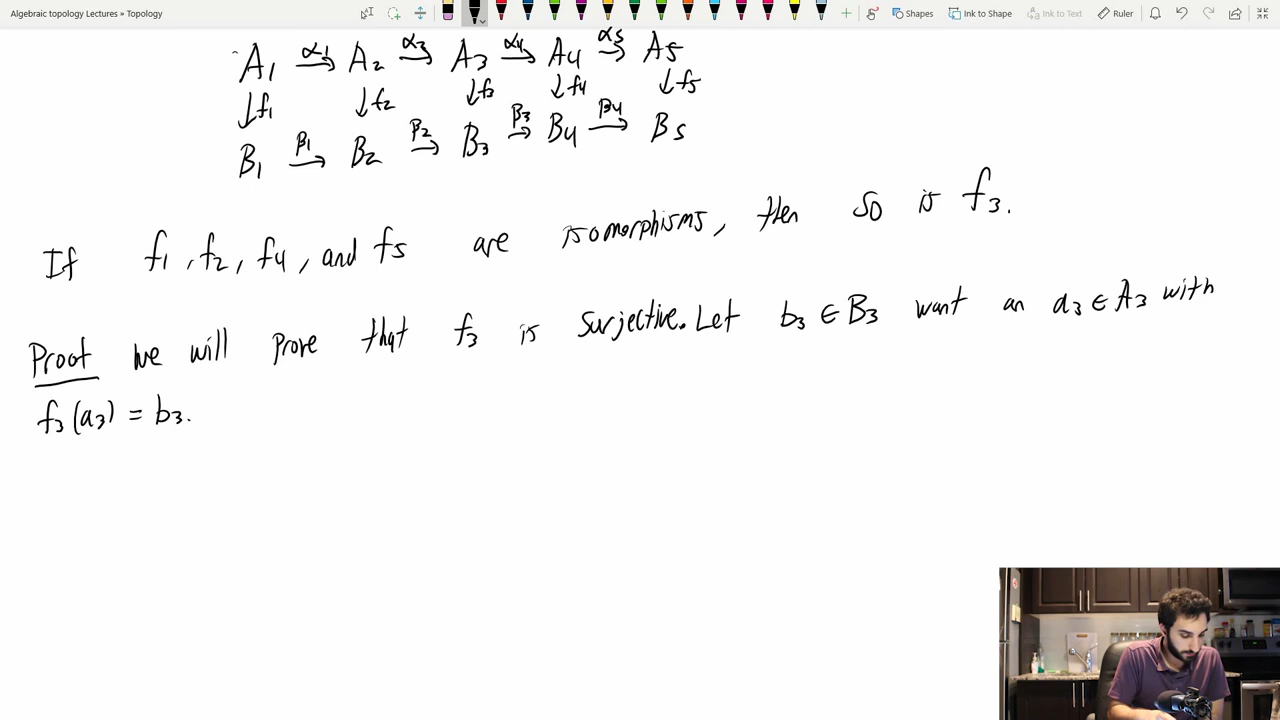 Algebraic topology Lectures » Topology
Shapes Ink to Shape Ink to Text Ruler
A₁ →α₁ A₂ →α₃ A₃ →α₄ A₄ →α₅ A₅
↓f₁ ↓f₂ ↓f₃ ↓f₄ ↓f₅
B₁ →β₁ B₂ →β₂ B₃ →β₃ B₄ →β₄ B₅
If f₁, f₂, f₄, and f₅ are isomorphisms, then so is f₃.
Proof we will prove that f₃ is surjective. Let b₃ ∈ B₃ want an a₃ ∈ A₃ with
f₃(a₃) = b₃.